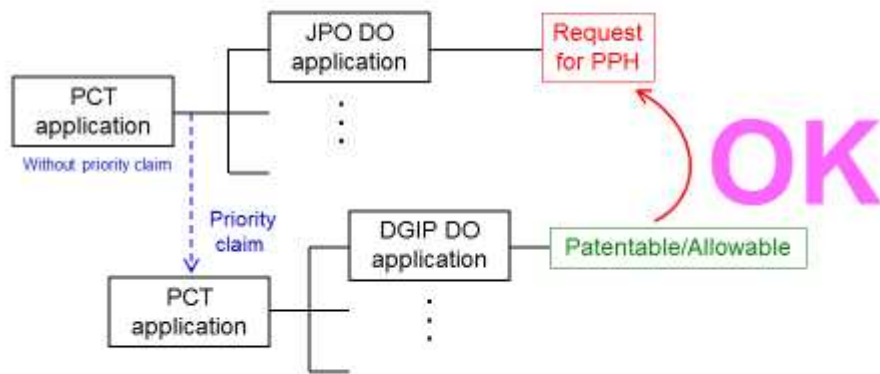 JPO DO
application
Request
for PPH
PCT
application
Without priority claim
OK
Priority
claim
DGIP DO
application
Patentable/Allowable
PCT
application